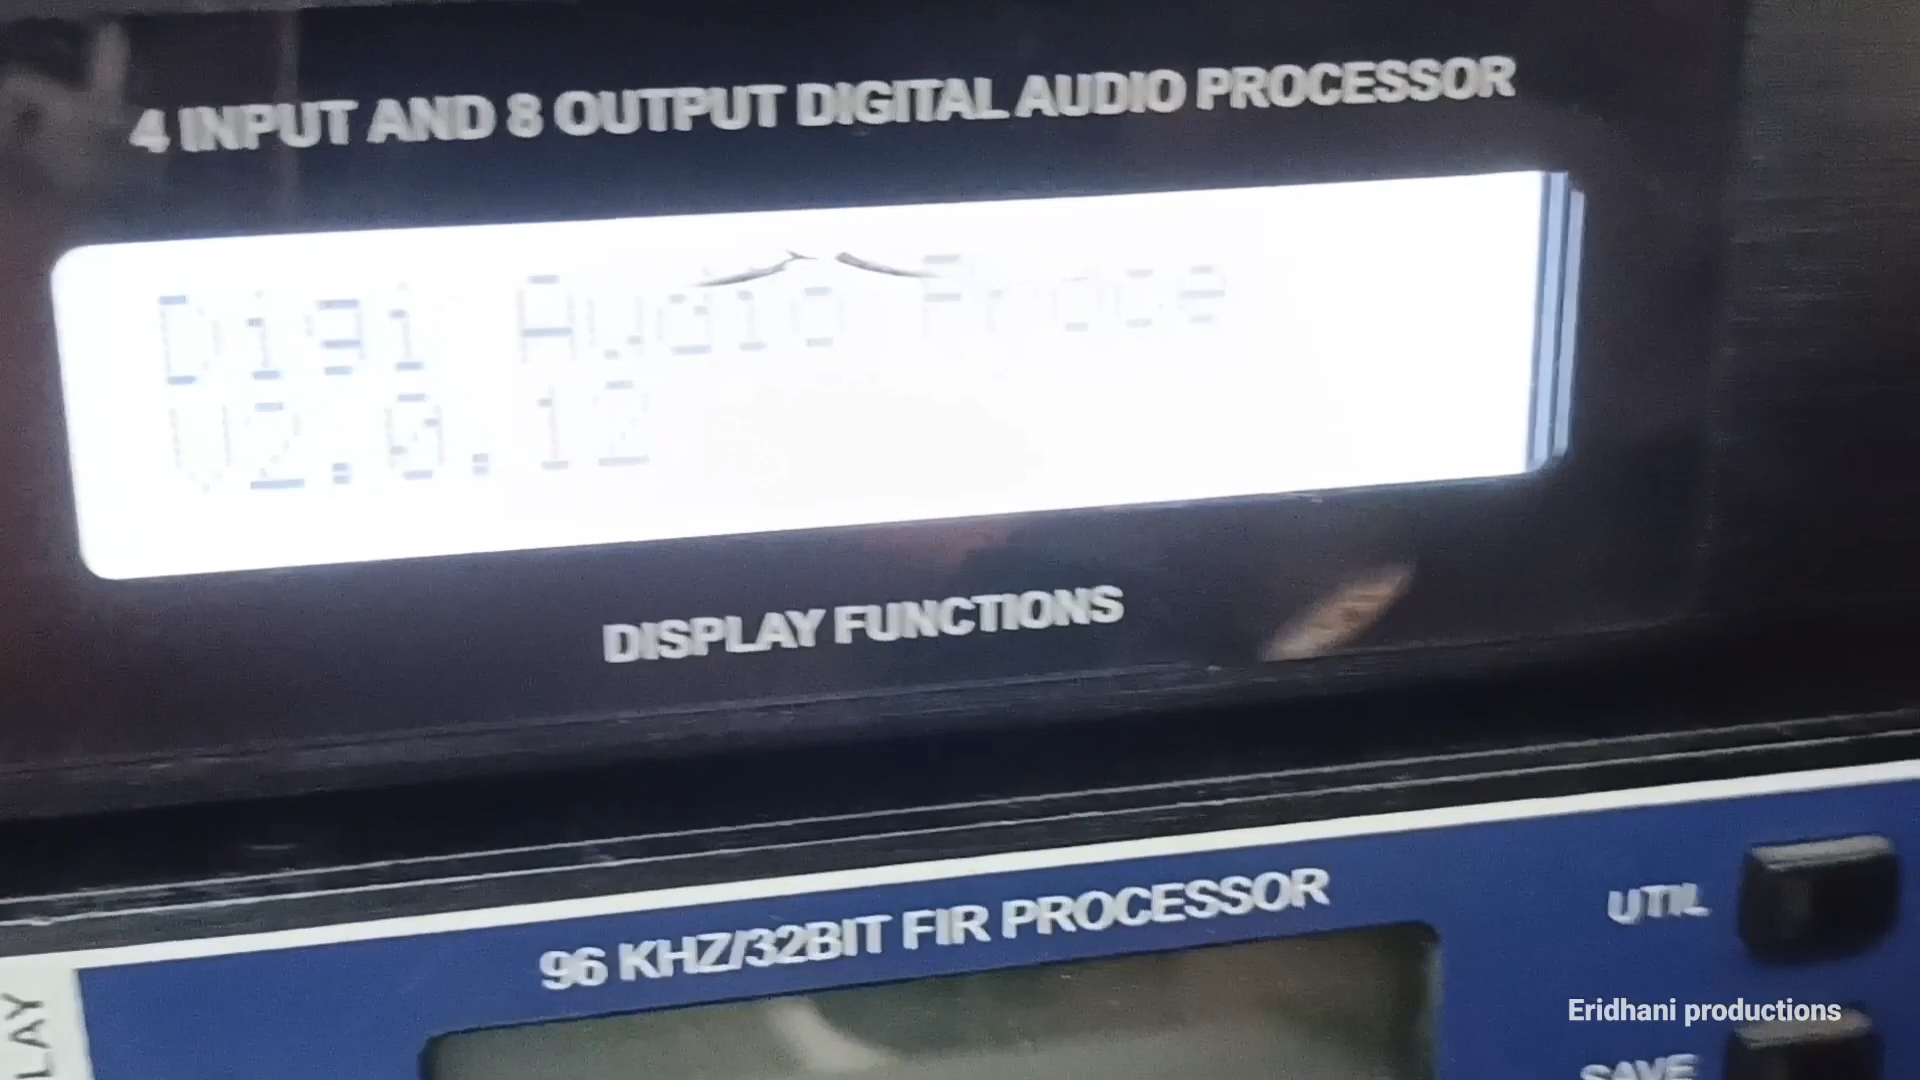 4 INPUT AND 8 OUTPUT DIGITAL AUDIO PROCESSOR
Digi Audio Proce
V2.0.12
DISPLAY FUNCTIONS
96 KHZ/32BIT FIR PROCESSOR
UTIL
LAY
SAVE
Eridhani productions